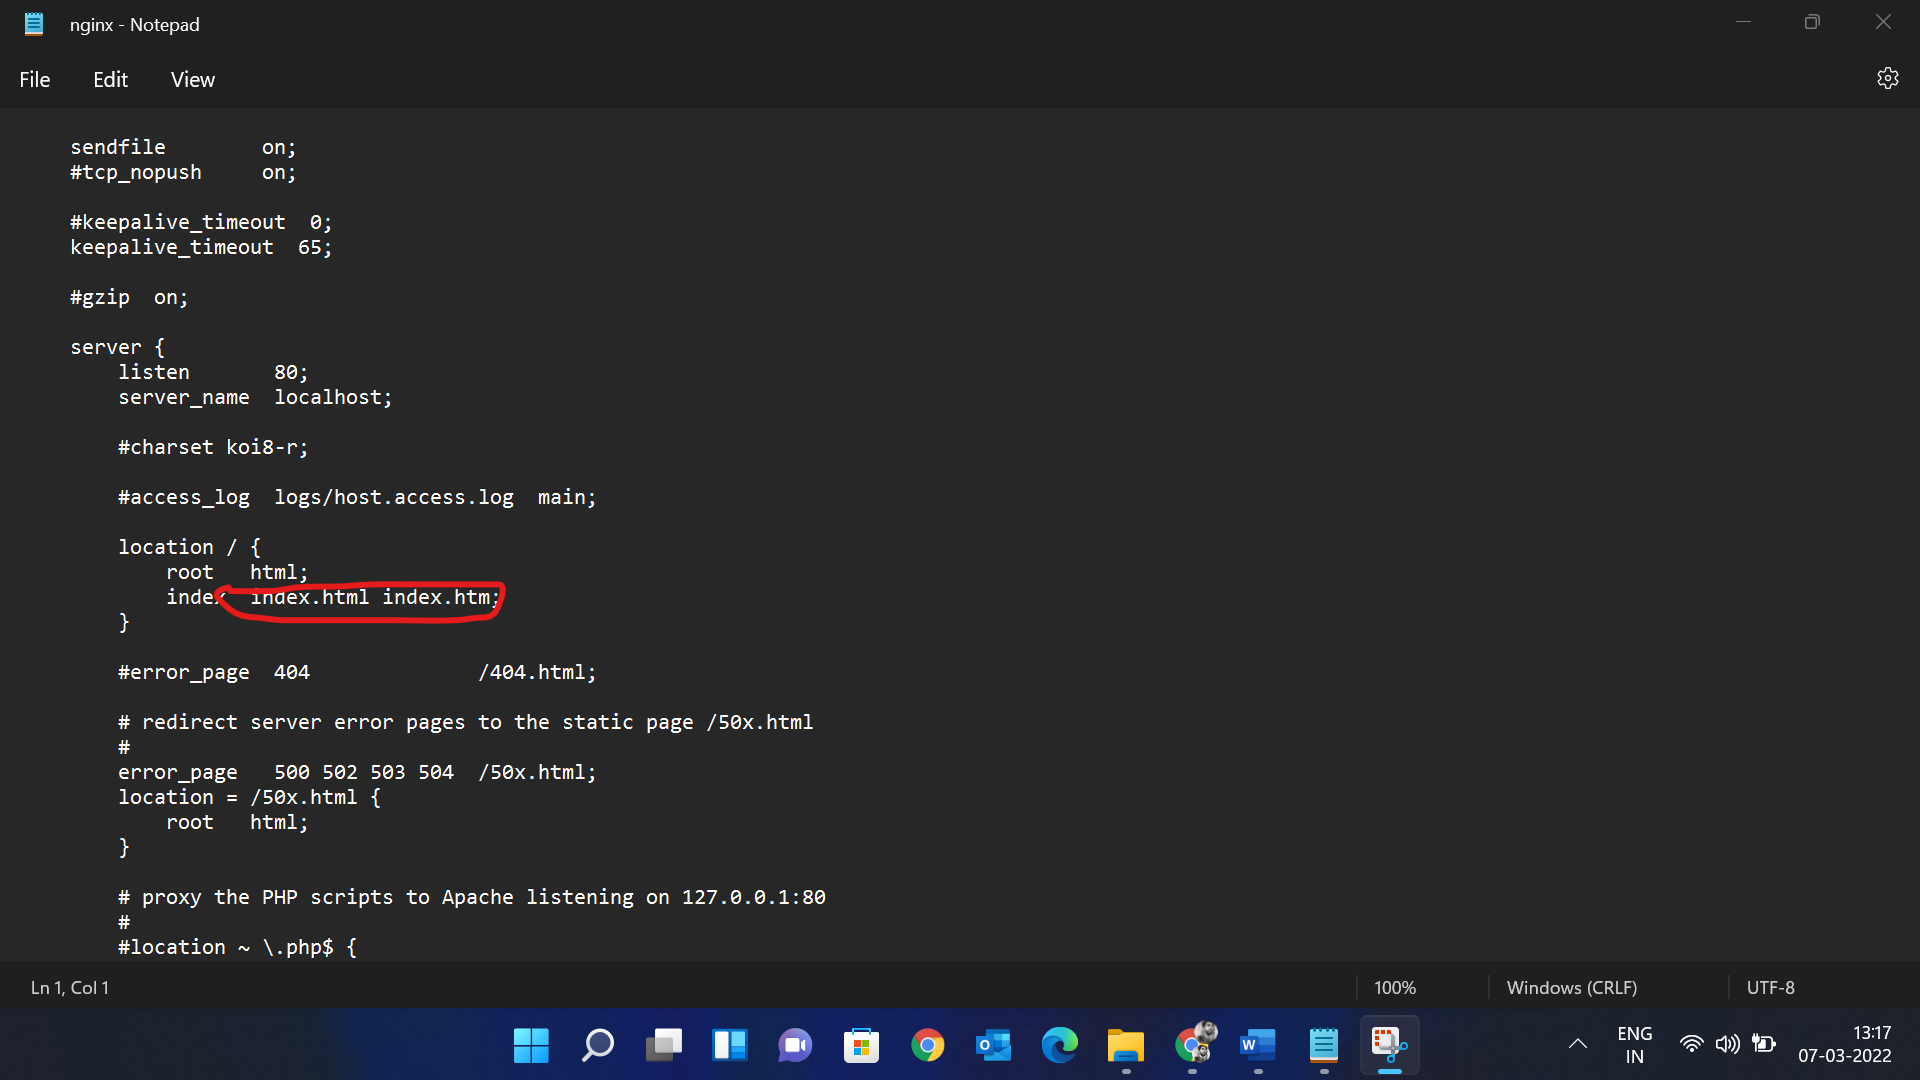 nginx - Notepad
File Edit View
sendfile        on;
#tcp_nopush     on;
#keepalive_timeout  0;
keepalive_timeout  65;
#gzip  on;
server {
listen       80;
server_name  localhost;
#charset koi8-r;
#access_log  logs/host.access.log  main;
location / {
root   html;
index  index.html index.htm;
}
#error_page  404              /404.html;
# redirect server error pages to the static page /50x.html
#
error_page   500 502 503 504  /50x.html;
location = /50x.html {
root   html;
}
# proxy the PHP scripts to Apache listening on 127.0.0.1:80
#
#location ~ \.php$ {
Ln 1, Col 1 100% Windows (CRLF) UTF-8
ENG 13:17
IN 07-03-2022